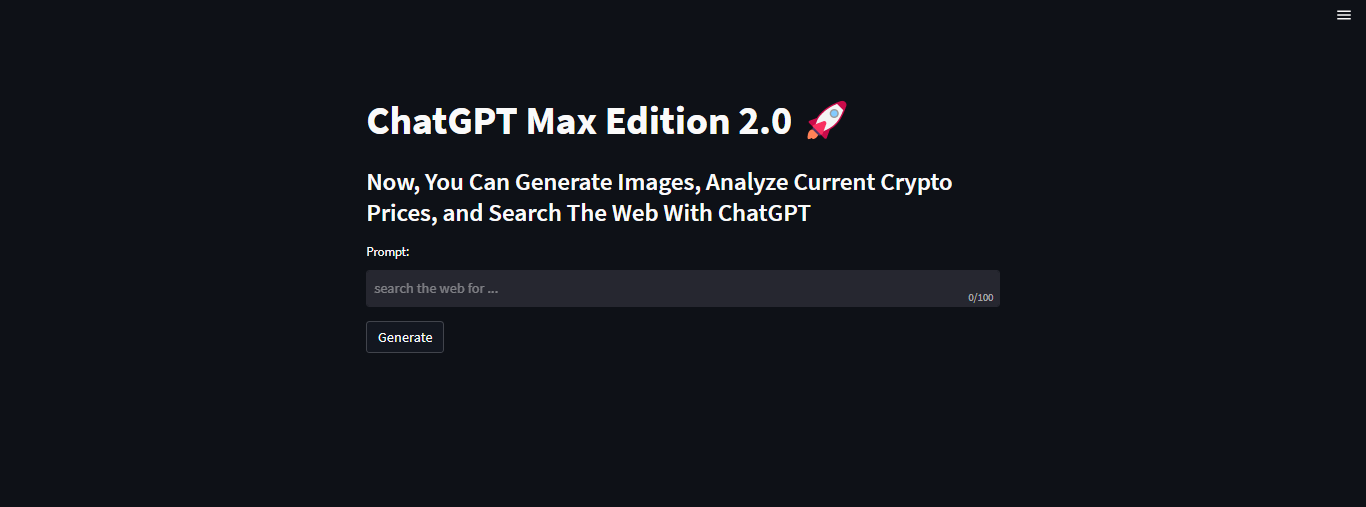 ChatGPT Max Edition 2.0 🚀
Now, You Can Generate Images, Analyze Current Crypto
Prices, and Search The Web With ChatGPT
Prompt:
search the web for ...
0/100
Generate